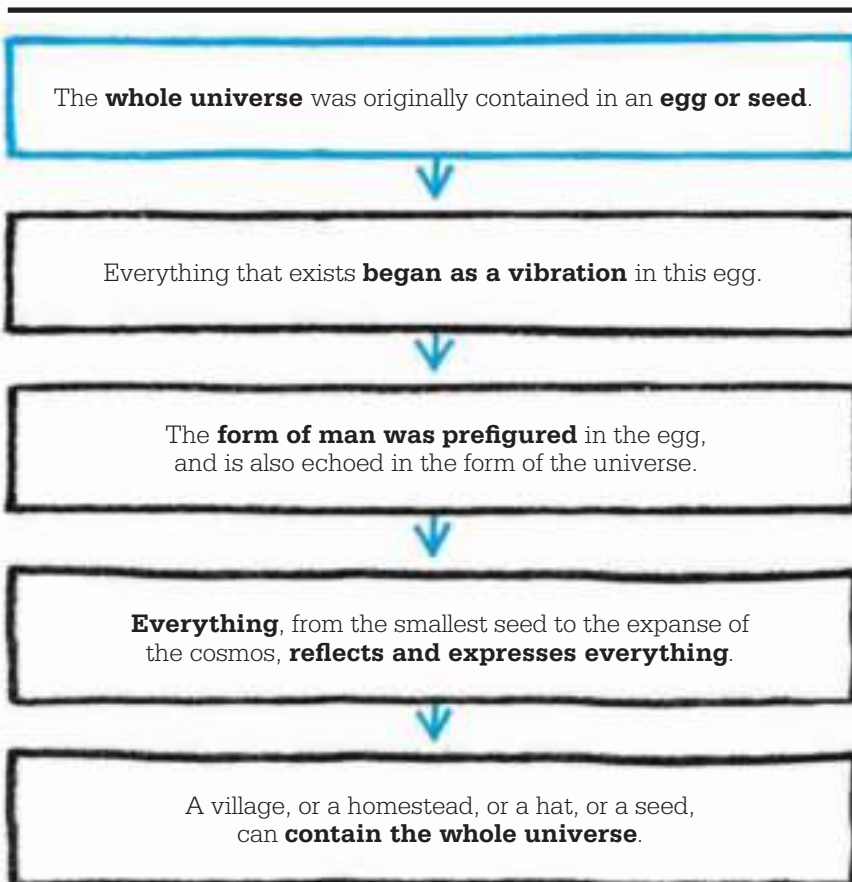 The whole universe was originally contained in an egg or seed.
Everything that exists began as a vibration in this egg.
The form of man was prefigured in the egg,
and is also echoed in the form of the universe.
Everything, from the smallest seed to the expanse of
the cosmos, reflects and expresses everything.
A village, or a homestead, or a hat, or a seed,
can contain the whole universe.